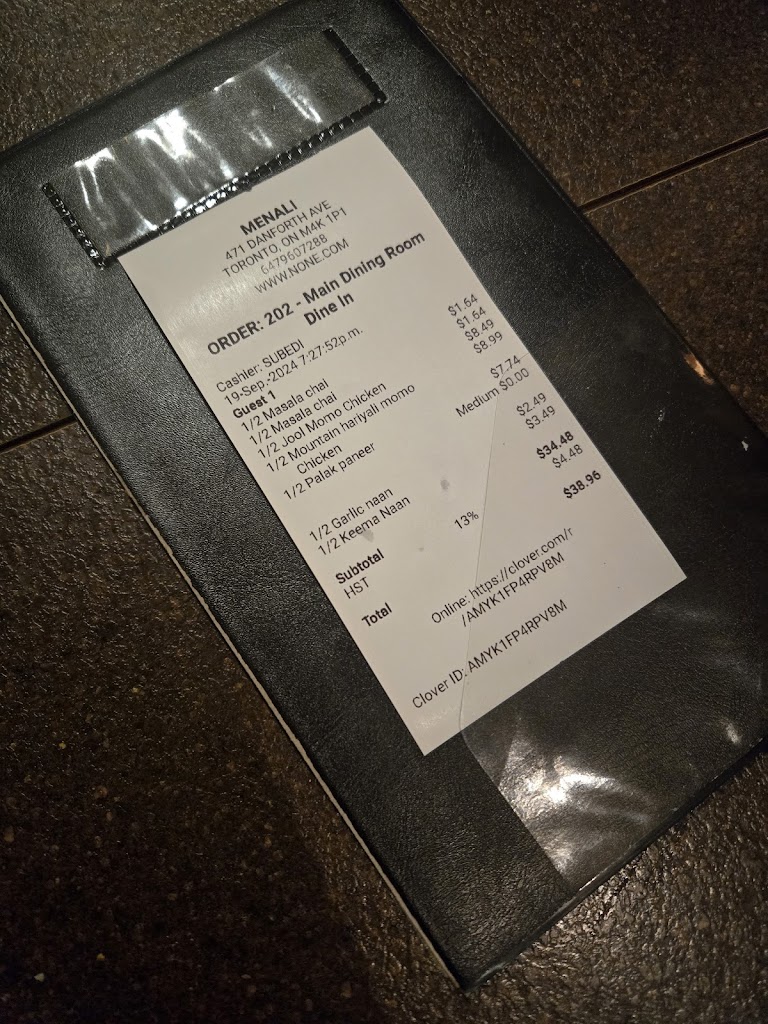 MENALI
471 DANFORTH AVE
TORONTO, ON M4K 1P1
6479607288
WWW.NONE.COM
ORDER: 202 - Main Dining Room
Dine In
Cashier: SUBEDI
19-Sep.-2024 7:27:52p.m.
Guest 1
1/2 Masala chai $1.64
1/2 Masala chai $1.64
1/2 Jool Momo Chicken $8.49
1/2 Mountain hariyali momo $8.99
Chicken
1/2 Palak paneer $7.74
Medium $0.00
1/2 Garlic naan $2.49
1/2 Keema Naan $3.49
Subtotal $34.48
HST 13% $4.48
Total $38.96
Online: https://clover.com/r
/AMYK1FP4RPV8M
Clover ID: AMYK1FP4RPV8M